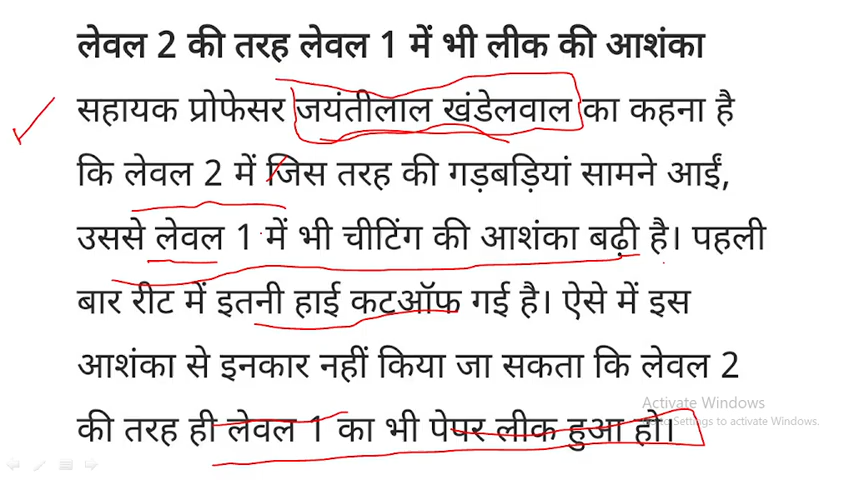 लेवल 2 की तरह लेवल 1 में भी लीक की आशंका
सहायक प्रोफेसर जयंतीलाल खंडेलवाल का कहना है
कि लेवल 2 में जिस तरह की गड़बड़ियां सामने आईं,
उससे लेवल 1 में भी चीटिंग की आशंका बढ़ी है। पहली
बार रीट में इतनी हाई कटऑफ गई है। ऐसे में इस
आशंका से इनकार नहीं किया जा सकता कि लेवल 2
की तरह ही लेवल 1 का भी पेपर लीक हुआ हो।
Activate Windows
Go to Settings to activate Windows.